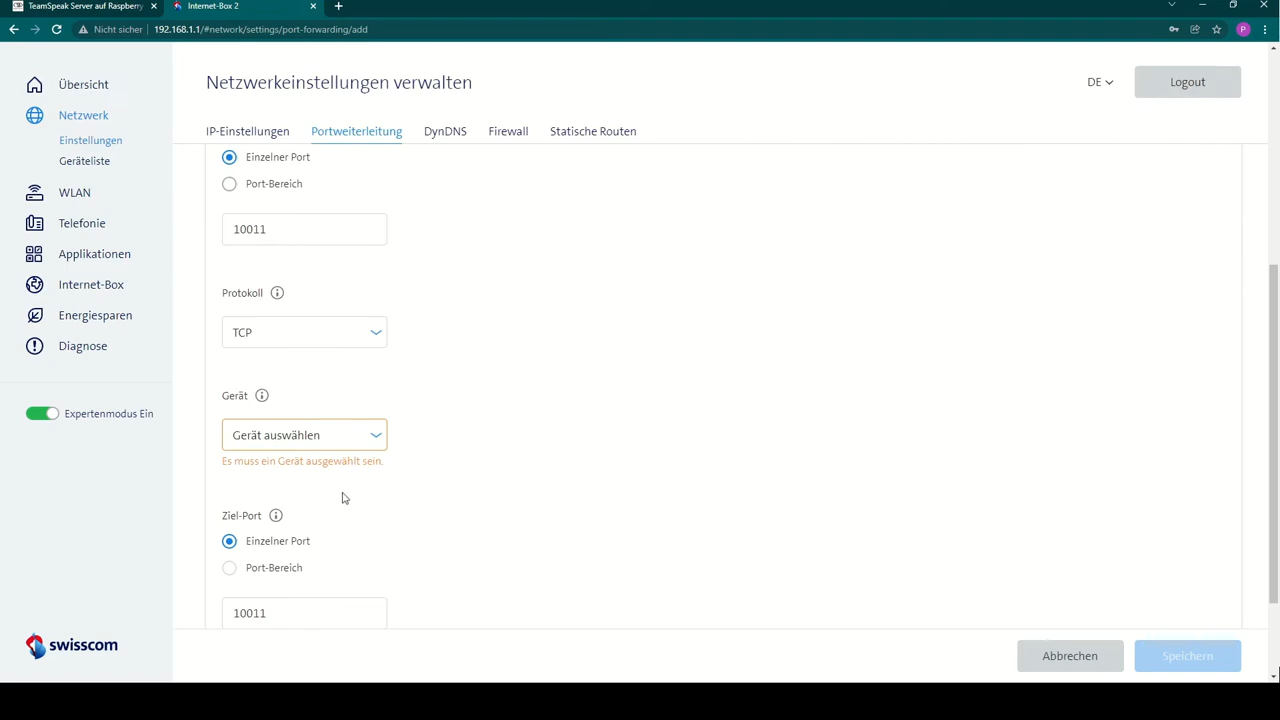 TeamSpeak Server auf Raspberry
Internet-Box 2
Nicht sicher
192.168.1.1/#network/settings/port-forwarding/add
P
Übersicht
Netzwerk
Einstellungen
Geräteliste
WLAN
Telefonie
Applikationen
Internet-Box
Energiesparen
Diagnose
Expertenmodus Ein
swisscom
Netzwerkeinstellungen verwalten
DE
Logout
IP-Einstellungen
Portweiterleitung
DynDNS
Firewall
Statische Routen
Einzelner Port
Port-Bereich
10011
Protokoll
TCP
Gerät
Gerät auswählen
Es muss ein Gerät ausgewählt sein.
Ziel-Port
Einzelner Port
Port-Bereich
10011
Abbrechen
Speichern